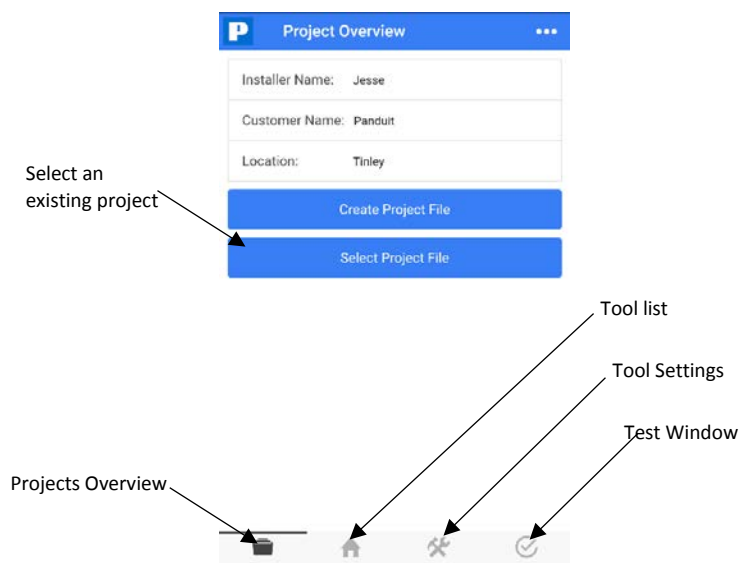 P Project Overview
Installer Name: Jesse
Customer Name: Panduit
Location: Tinley
Select an
existing project
Create Project File
Select Project File
Tool list
Tool Settings
Test Window
Projects Overview